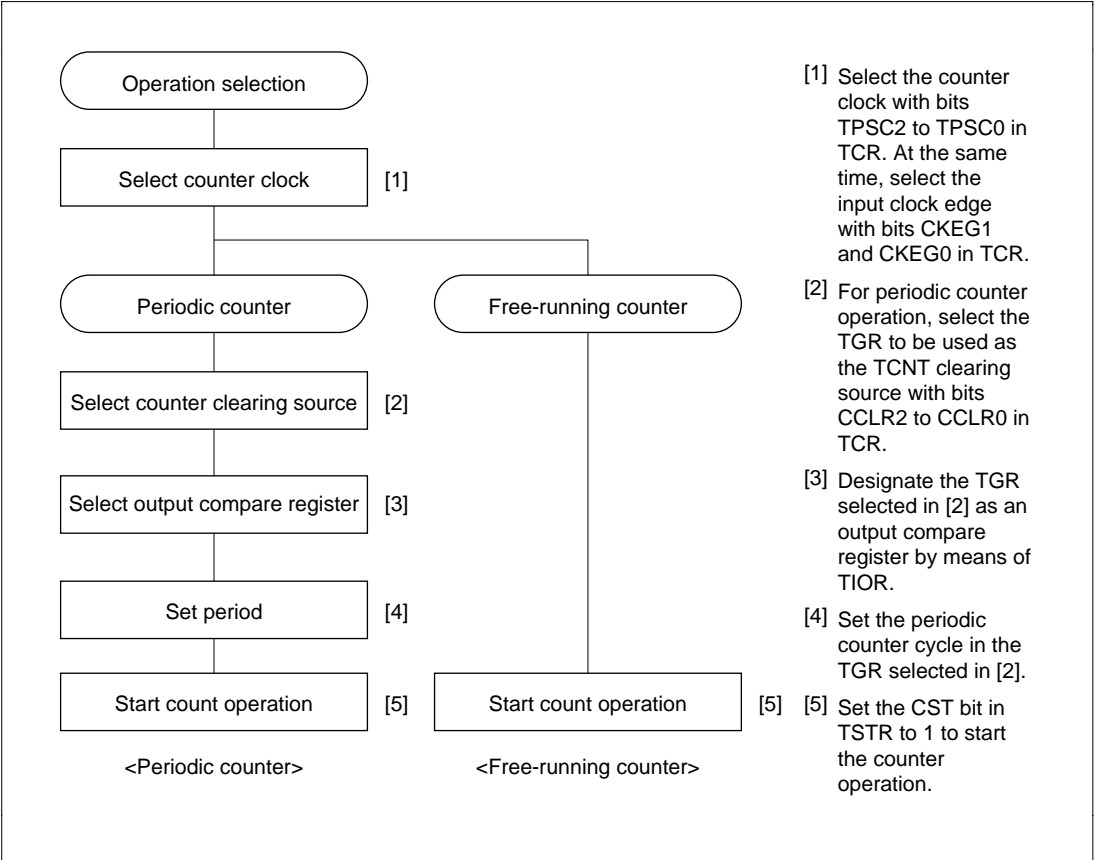 Operation selection
Select counter clock [1]
Periodic counter
Free-running counter
Select counter clearing source [2]
Select output compare register [3]
Set period [4]
Start count operation [5]
Start count operation [5]
<Periodic counter>
<Free-running counter>
[1] Select the counter
clock with bits
TPSC2 to TPSC0 in
TCR. At the same
time, select the
input clock edge
with bits CKEG1
and CKEG0 in TCR.
[2] For periodic counter
operation, select the
TGR to be used as
the TCNT clearing
source with bits
CCLR2 to CCLR0 in
TCR.
[3] Designate the TGR
selected in [2] as an
output compare
register by means of
TIOR.
[4] Set the periodic
counter cycle in the
TGR selected in [2].
[5] Set the CST bit in
TSTR to 1 to start
the counter
operation.